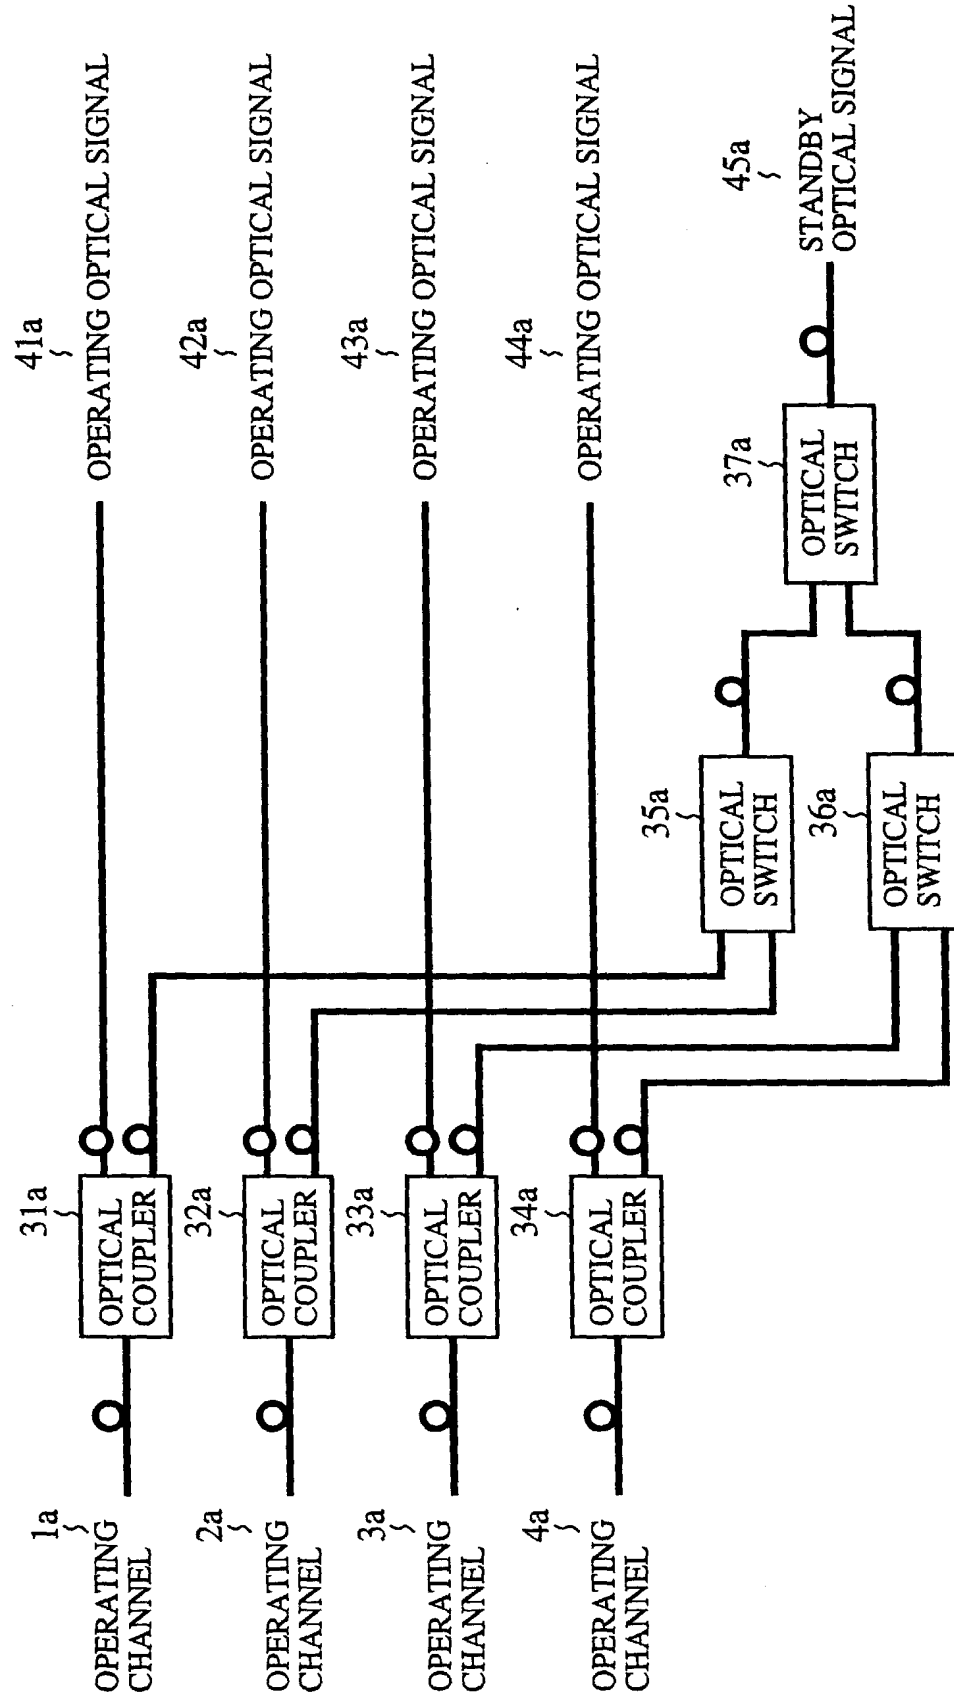 1a
OPERATING
CHANNEL
31a
OPTICAL
COUPLER
41a
OPERATING OPTICAL SIGNAL
2a
OPERATING
CHANNEL
32a
OPTICAL
COUPLER
42a
OPERATING OPTICAL SIGNAL
3a
OPERATING
CHANNEL
33a
OPTICAL
COUPLER
43a
OPERATING OPTICAL SIGNAL
4a
OPERATING
CHANNEL
34a
OPTICAL
COUPLER
44a
OPERATING OPTICAL SIGNAL
35a
OPTICAL
SWITCH
36a
OPTICAL
SWITCH
37a
OPTICAL
SWITCH
45a
STANDBY
OPTICAL SIGNAL